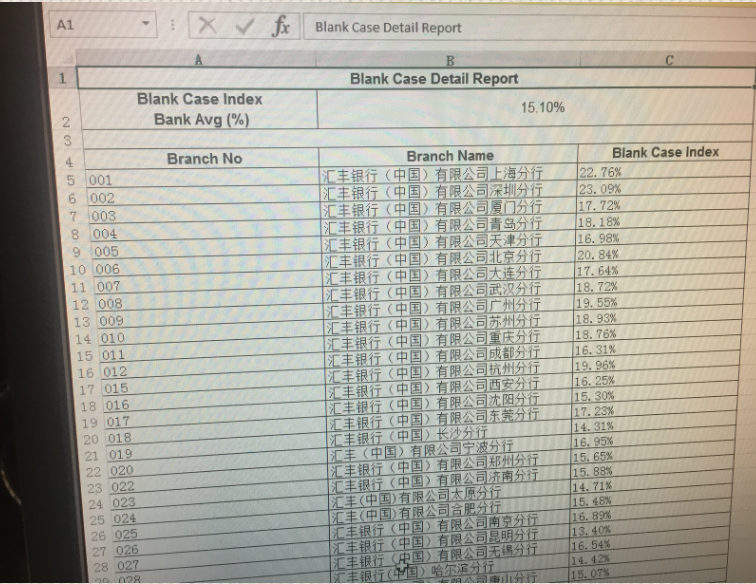 A1 fx Blank Case Detail Report
A B C
1 Blank Case Detail Report
Blank Case Index
2 Bank Avg (%) 15.10%
3
4 Branch No Branch Name Blank Case Index
5 001 汇丰银行（中国）有限公司上海分行 22.76%
6 002 汇丰银行（中国）有限公司深圳分行 23.09%
7 003 汇丰银行（中国）有限公司厦门分行 17.72%
8 004 汇丰银行（中国）有限公司青岛分行 18.18%
9 005 汇丰银行（中国）有限公司天津分行 16.98%
10 006 汇丰银行（中国）有限公司北京分行 20.84%
11 007 汇丰银行（中国）有限公司大连分行 17.64%
12 008 汇丰银行（中国）有限公司武汉分行 18.72%
13 009 汇丰银行（中国）有限公司广州分行 19.55%
14 010 汇丰银行（中国）有限公司苏州分行 18.93%
15 011 汇丰银行（中国）有限公司重庆分行 18.76%
16 012 汇丰银行（中国）有限公司成都分行 16.31%
17 015 汇丰银行（中国）有限公司杭州分行 19.96%
18 016 汇丰银行（中国）有限公司西安分行 16.25%
19 017 汇丰银行（中国）有限公司沈阳分行 15.30%
20 018 汇丰银行（中国）有限公司东莞分行 17.23%
21 019 汇丰银行（中国）长沙分行 14.31%
22 020 汇丰（中国）有限公司宁波分行 16.95%
23 022 汇丰银行（中国）有限公司郑州分行 15.65%
24 023 汇丰银行（中国）有限公司济南分行 15.88%
25 024 汇丰(中国)有限公司太原分行 14.71%
26 025 汇丰(中国)有限公司合肥分行 15.48%
27 026 汇丰银行（中国）有限公司南京分行 16.89%
28 027 汇丰银行（中国）有限公司昆明分行 13.40%
29 028 汇丰银行（中国）有限公司无锡分行 16.54%
汇丰银行(中国）哈尔滨分行 14.42%
有限公司唐山分行 15.07%